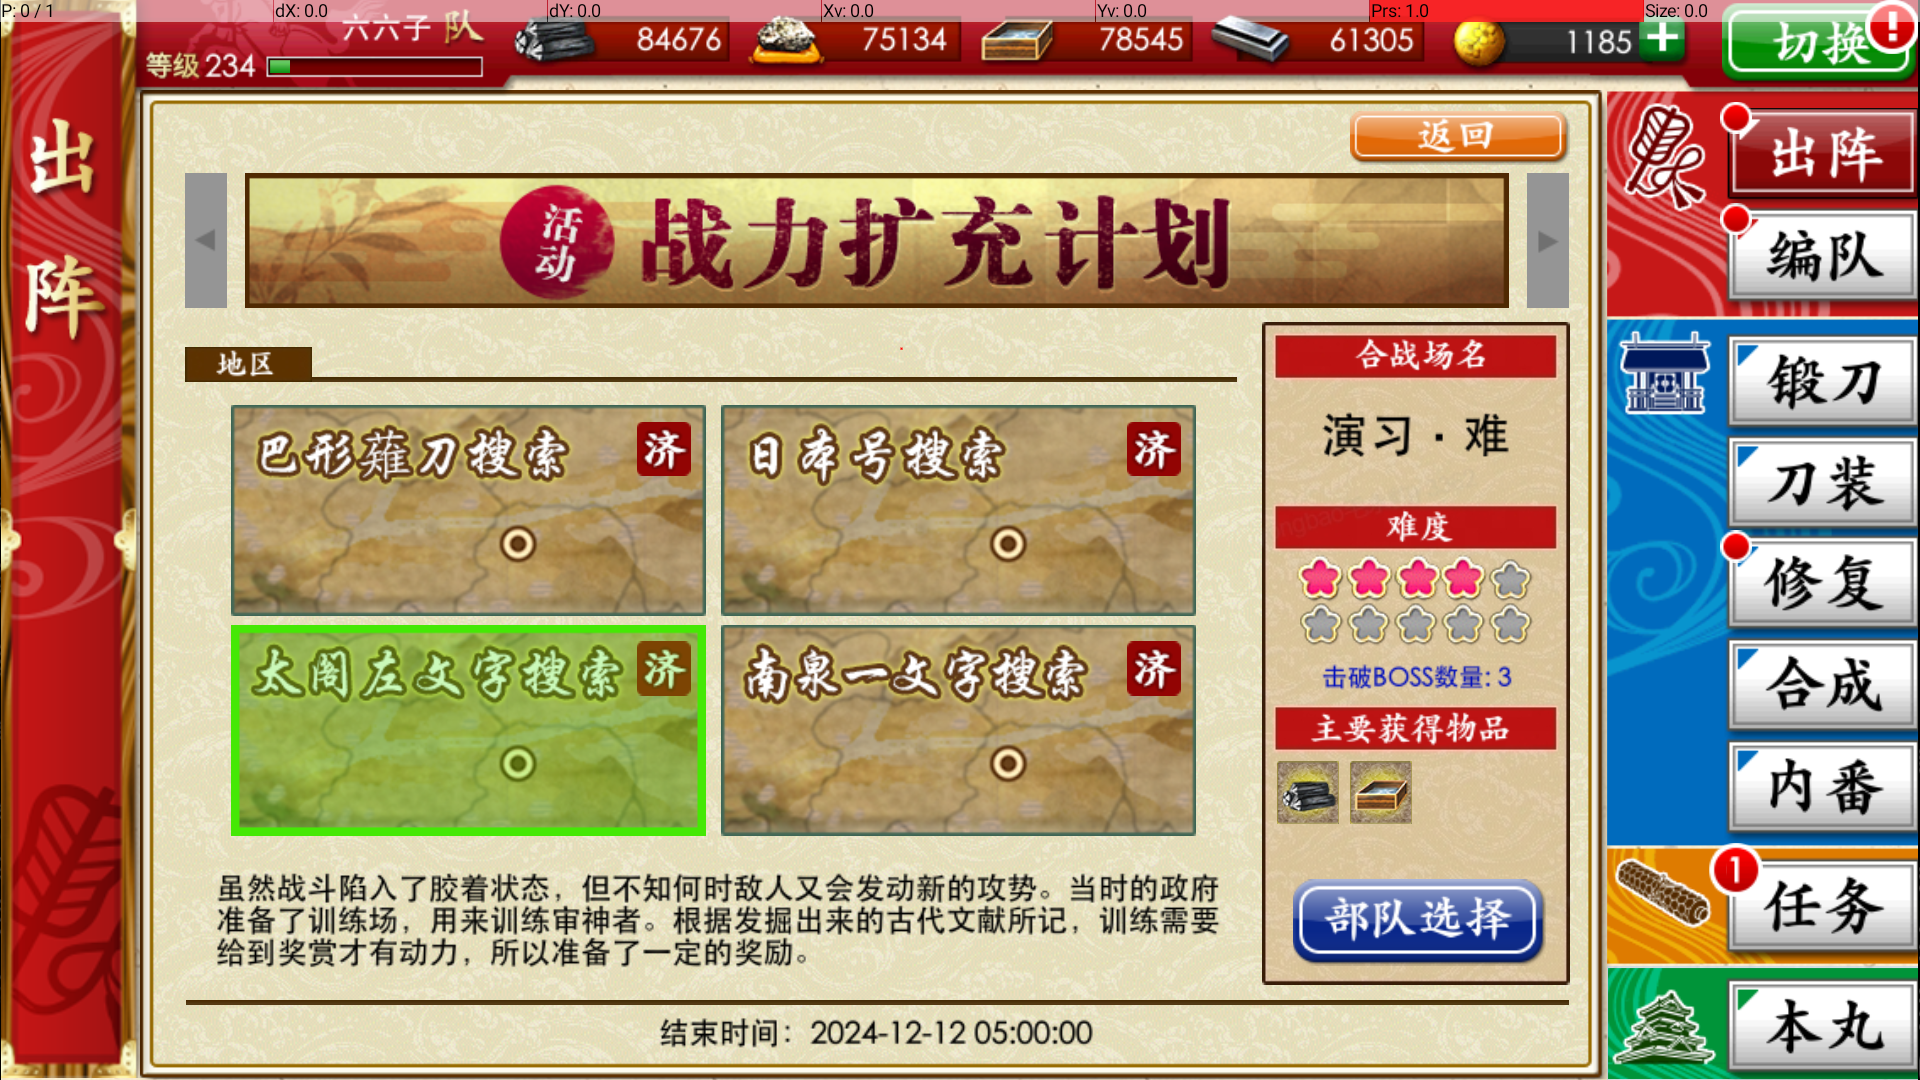 P: 0 / 1
dX: 0.0
dY: 0.0
Xv: 0.0
Yv: 0.0
Prs: 1.0
Size: 0.0
六六子 队
等级 234
84676
75134
78545
61305
1185
切换
出阵
返回
活动 战力扩充计划
地区
巴形薙刀搜索 济
日本号搜索 济
太阁左文字搜索 济
南泉一文字搜索 济
虽然战斗陷入了胶着状态，但不知何时敌人又会发动新的攻势。当时的政府
准备了训练场，用来训练审神者。根据发掘出来的古代文献所记，训练需要
给到奖赏才有动力，所以准备了一定的奖励。
结束时间：2024-12-12 05:00:00
合战场名
演习·难
难度
击破BOSS数量: 3
主要获得物品
部队选择
出阵
编队
锻刀
刀装
修复
合成
内番
1
任务
本丸